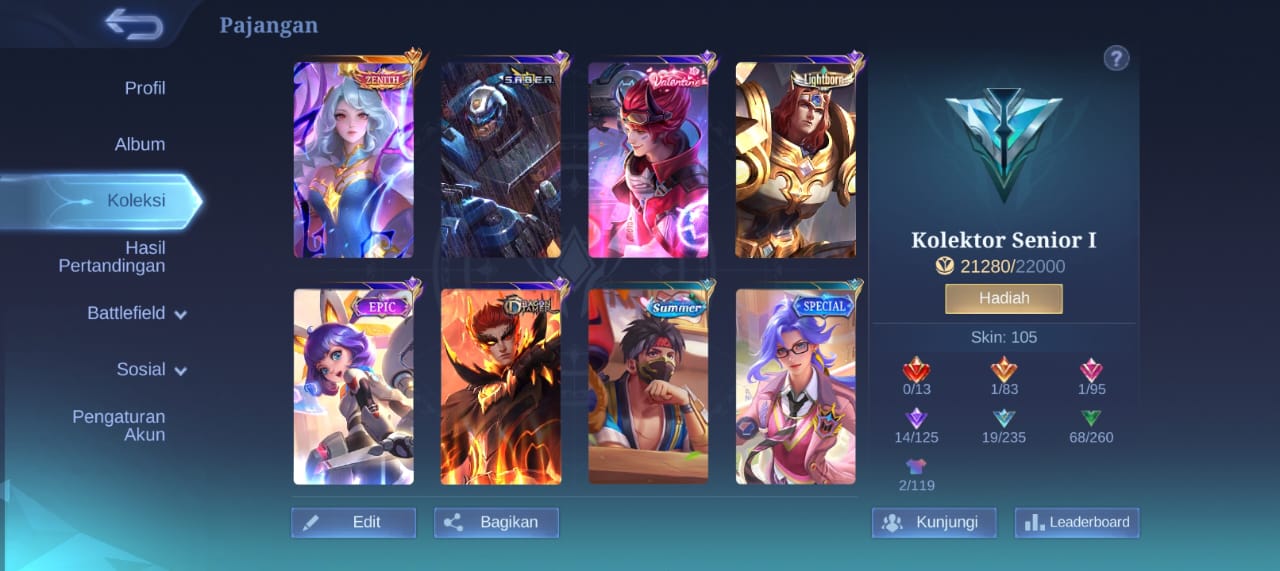 Pajangan
Profil
Album
Koleksi
Hasil
Pertandingan
Battlefield
Sosial
Pengaturan
Akun
ZENITH
S.A.B.E.R.
Valentine
Lightborn
EPIC
DRAGON
TAMER
Summer
SPECIAL
Edit
Bagikan
?
Kolektor Senior I
21280/22000
Hadiah
Skin: 105
0/13
1/83
1/95
14/125
19/235
68/260
2/119
Kunjungi
Leaderboard